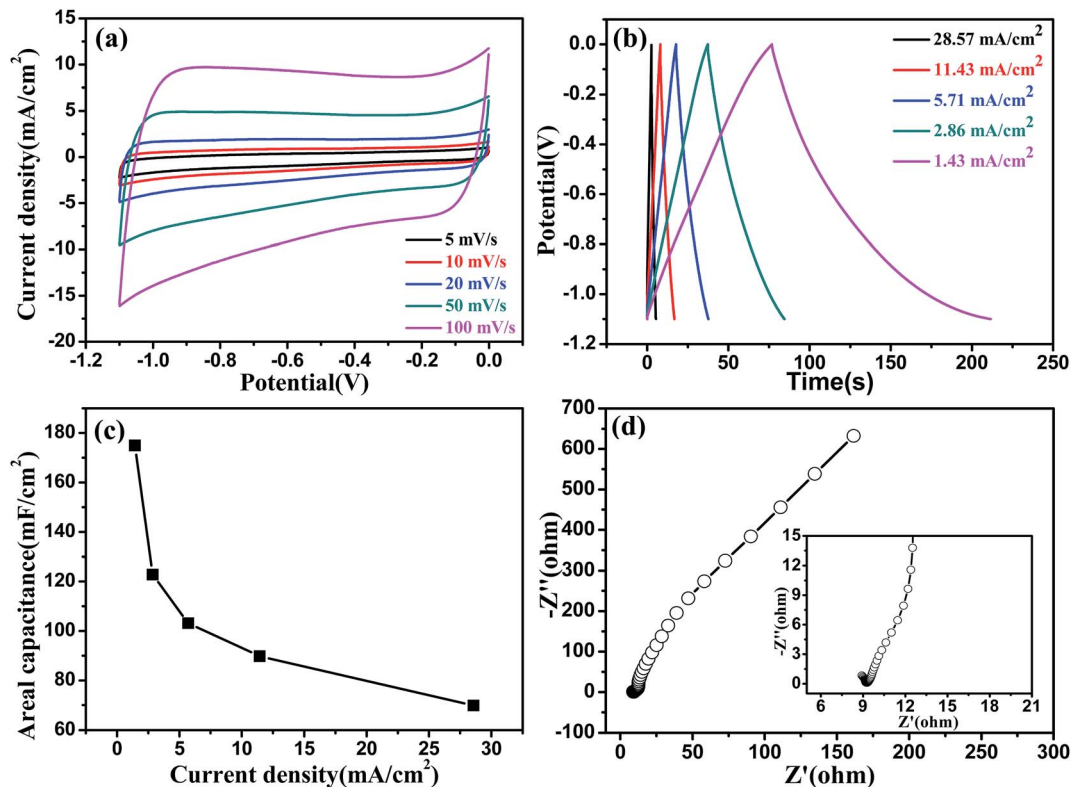 (a)
15
10
5
0
-5
-10
-15
-20
Current density(mA/cm²)
5 mV/s
10 mV/s
20 mV/s
50 mV/s
100 mV/s
-1.2 -1.0 -0.8 -0.6 -0.4 -0.2 0.0
Potential(V)
(b)
0.0
-0.2
-0.4
-0.6
-0.8
-1.0
-1.2
Potential(V)
28.57 mA/cm²
11.43 mA/cm²
5.71 mA/cm²
2.86 mA/cm²
1.43 mA/cm²
0 50 100 150 200 250
Time(s)
(c)
180
160
140
120
100
80
60
Areal capacitance(mF/cm²)
0 5 10 15 20 25 30
Current density(mA/cm²)
(d)
700
600
500
400
300
200
100
0
-100
-Z''(ohm)
15
12
9
6
3
0
-Z''(ohm)
6 9 12 15 18 21
Z'(ohm)
0 50 100 150 200 250 300
Z'(ohm)